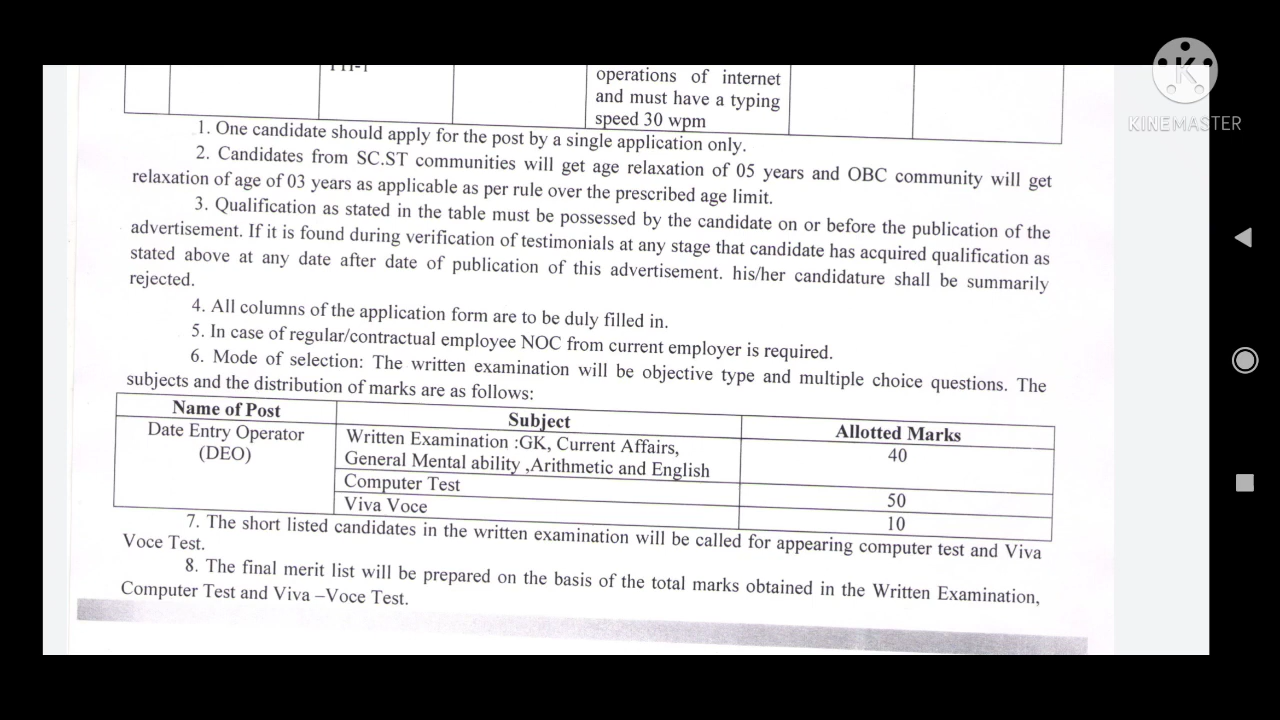 operations of internet
and must have a typing
speed 30 wpm
1. One candidate should apply for the post by a single application only.
2. Candidates from SC.ST communities will get age relaxation of 05 years and OBC community will get
relaxation of age of 03 years as applicable as per rule over the prescribed age limit.
3. Qualification as stated in the table must be possessed by the candidate on or before the publication of the
advertisement. If it is found during verification of testimonials at any stage that candidate has acquired qualification as
stated above at any date after date of publication of this advertisement. his/her candidature shall be summarily
rejected.
4. All columns of the application form are to be duly filled in.
5. In case of regular/contractual employee NOC from current employer is required.
6. Mode of selection: The written examination will be objective type and multiple choice questions. The
subjects and the distribution of marks are as follows:
Name of Post Subject Allotted Marks
Date Entry Operator Written Examination :GK, Current Affairs, 40
(DEO) General Mental ability ,Arithmetic and English
Computer Test 50
Viva Voce 10
7. The short listed candidates in the written examination will be called for appearing computer test and Viva
Voce Test.
8. The final merit list will be prepared on the basis of the total marks obtained in the Written Examination,
Computer Test and Viva –Voce Test.
K
KINEMASTER